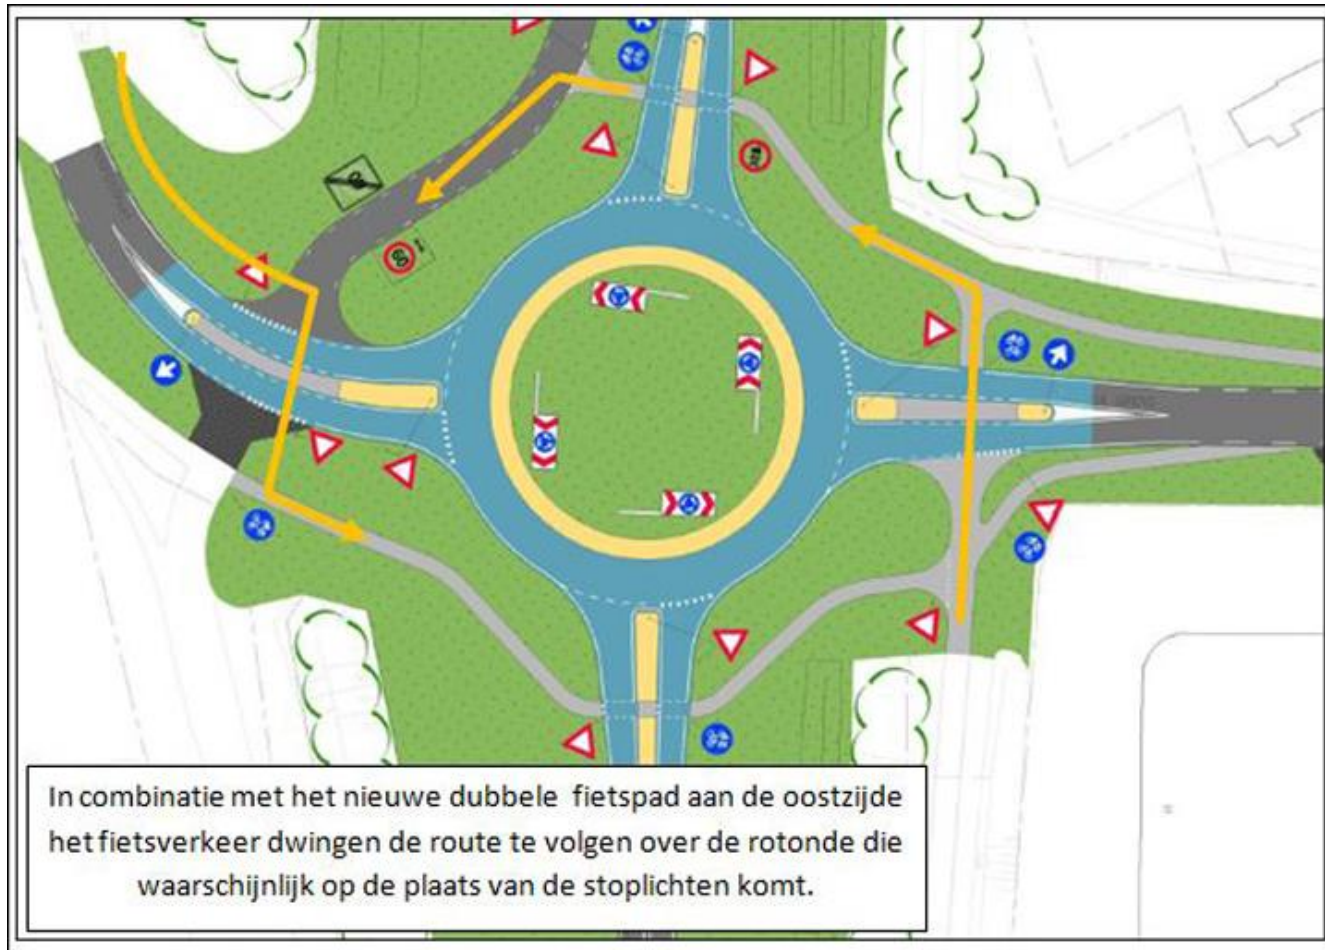 60
In combinatie met het nieuwe dubbele fietspad aan de oostzijde
het fietsverkeer dwingen de route te volgen over de rotonde die
waarschijnlijk op de plaats van de stoplichten komt.